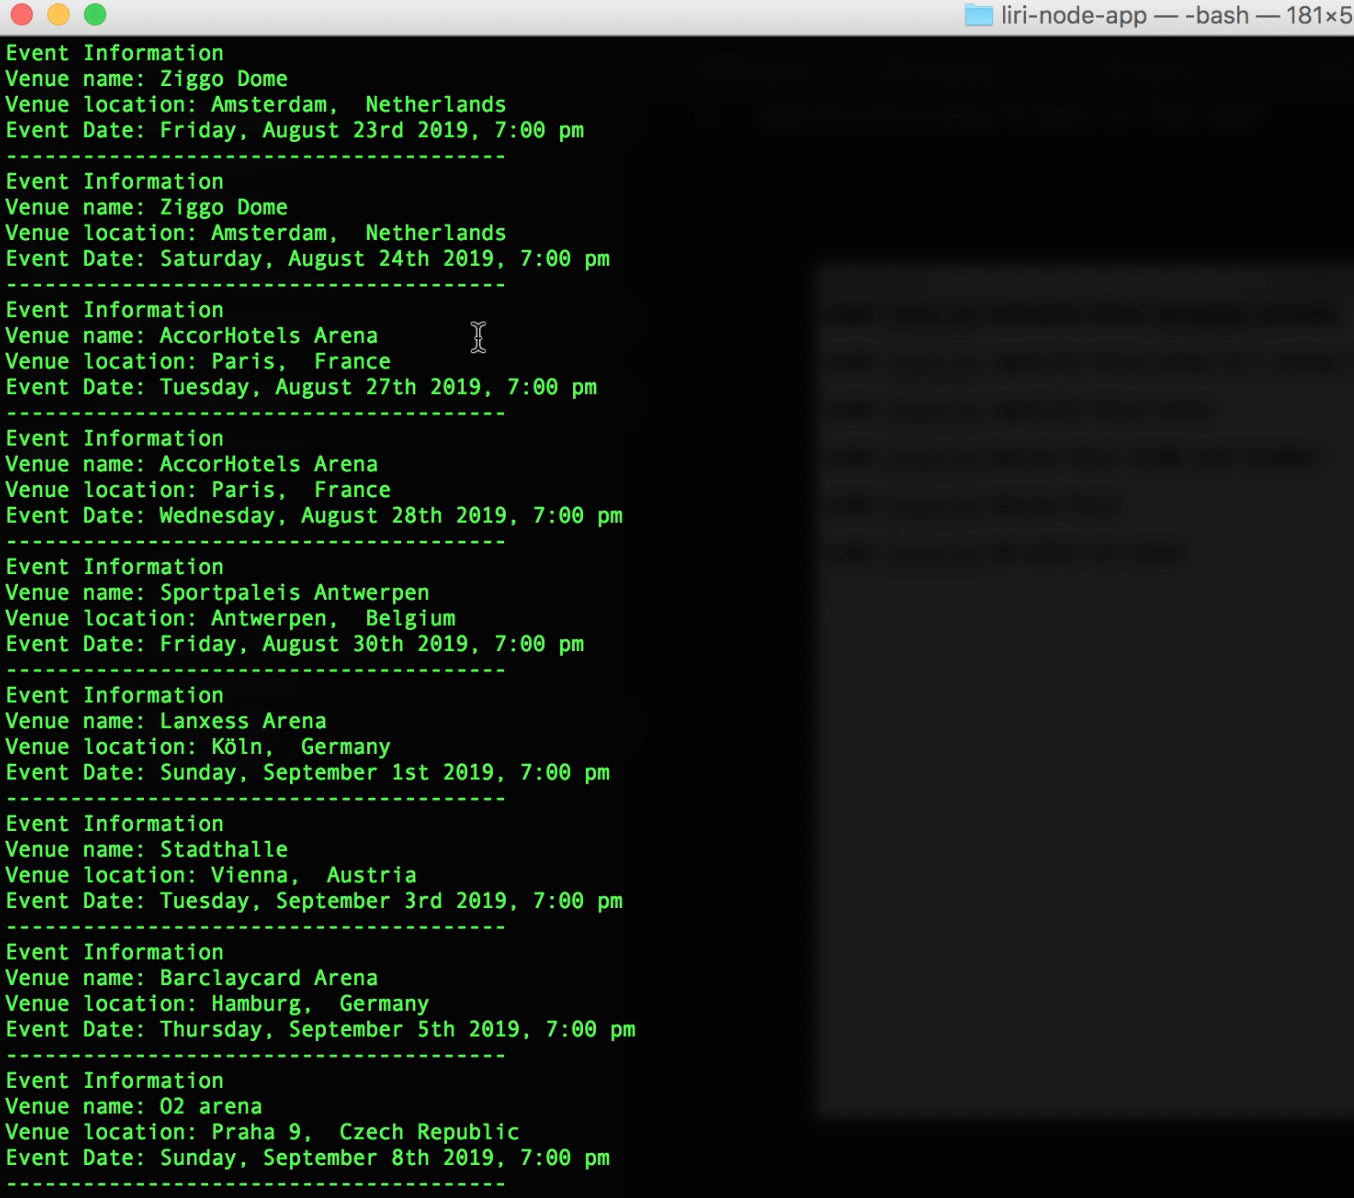 liri-node-app — -bash — 181×5
Event Information
Venue name: Ziggo Dome
Venue location: Amsterdam,  Netherlands
Event Date: Friday, August 23rd 2019, 7:00 pm
---------------------------------------
Event Information
Venue name: Ziggo Dome
Venue location: Amsterdam,  Netherlands
Event Date: Saturday, August 24th 2019, 7:00 pm
---------------------------------------
Event Information
Venue name: AccorHotels Arena
Venue location: Paris,  France
Event Date: Tuesday, August 27th 2019, 7:00 pm
---------------------------------------
Event Information
Venue name: AccorHotels Arena
Venue location: Paris,  France
Event Date: Wednesday, August 28th 2019, 7:00 pm
---------------------------------------
Event Information
Venue name: Sportpaleis Antwerpen
Venue location: Antwerpen,  Belgium
Event Date: Friday, August 30th 2019, 7:00 pm
---------------------------------------
Event Information
Venue name: Lanxess Arena
Venue location: Köln,  Germany
Event Date: Sunday, September 1st 2019, 7:00 pm
---------------------------------------
Event Information
Venue name: Stadthalle
Venue location: Vienna,  Austria
Event Date: Tuesday, September 3rd 2019, 7:00 pm
---------------------------------------
Event Information
Venue name: Barclaycard Arena
Venue location: Hamburg,  Germany
Event Date: Thursday, September 5th 2019, 7:00 pm
---------------------------------------
Event Information
Venue name: O2 arena
Venue location: Praha 9,  Czech Republic
Event Date: Sunday, September 8th 2019, 7:00 pm
---------------------------------------